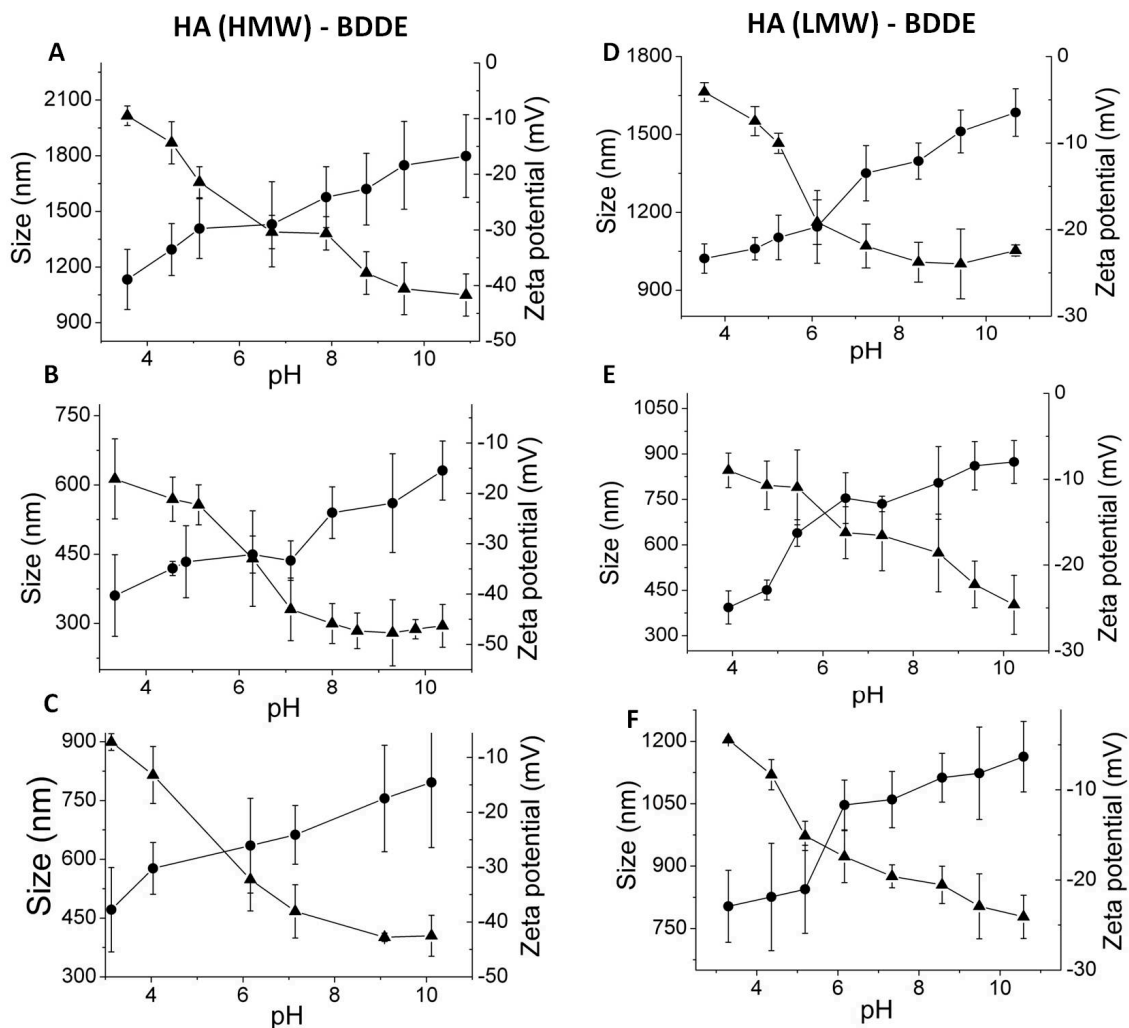 HA (HMW) - BDDE
HA (LMW) - BDDE
A
2100
1800
1500
1200
900
Size (nm)
0
-10
-20
-30
-40
-50
Zeta potential (mV)
4 6 8 10
pH
D
1800
1500
1200
900
Size (nm)
0
-10
-20
-30
Zeta potential (mV)
4 6 8 10
pH
B
750
600
450
300
Size (nm)
-10
-20
-30
-40
-50
Zeta potential (mV)
4 6 8 10
pH
E
1050
900
750
600
450
300
Size (nm)
0
-10
-15
-20
-25
-30
-5
Zeta potential (mV)
4 6 8 10
pH
C
900
750
600
450
300
Size (nm)
-10
-20
-30
-40
-50
Zeta potential (mV)
4 6 8 10
pH
F
1200
1050
900
750
Size (nm)
-10
-20
-30
Zeta potential (mV)
4 6 8 10
pH